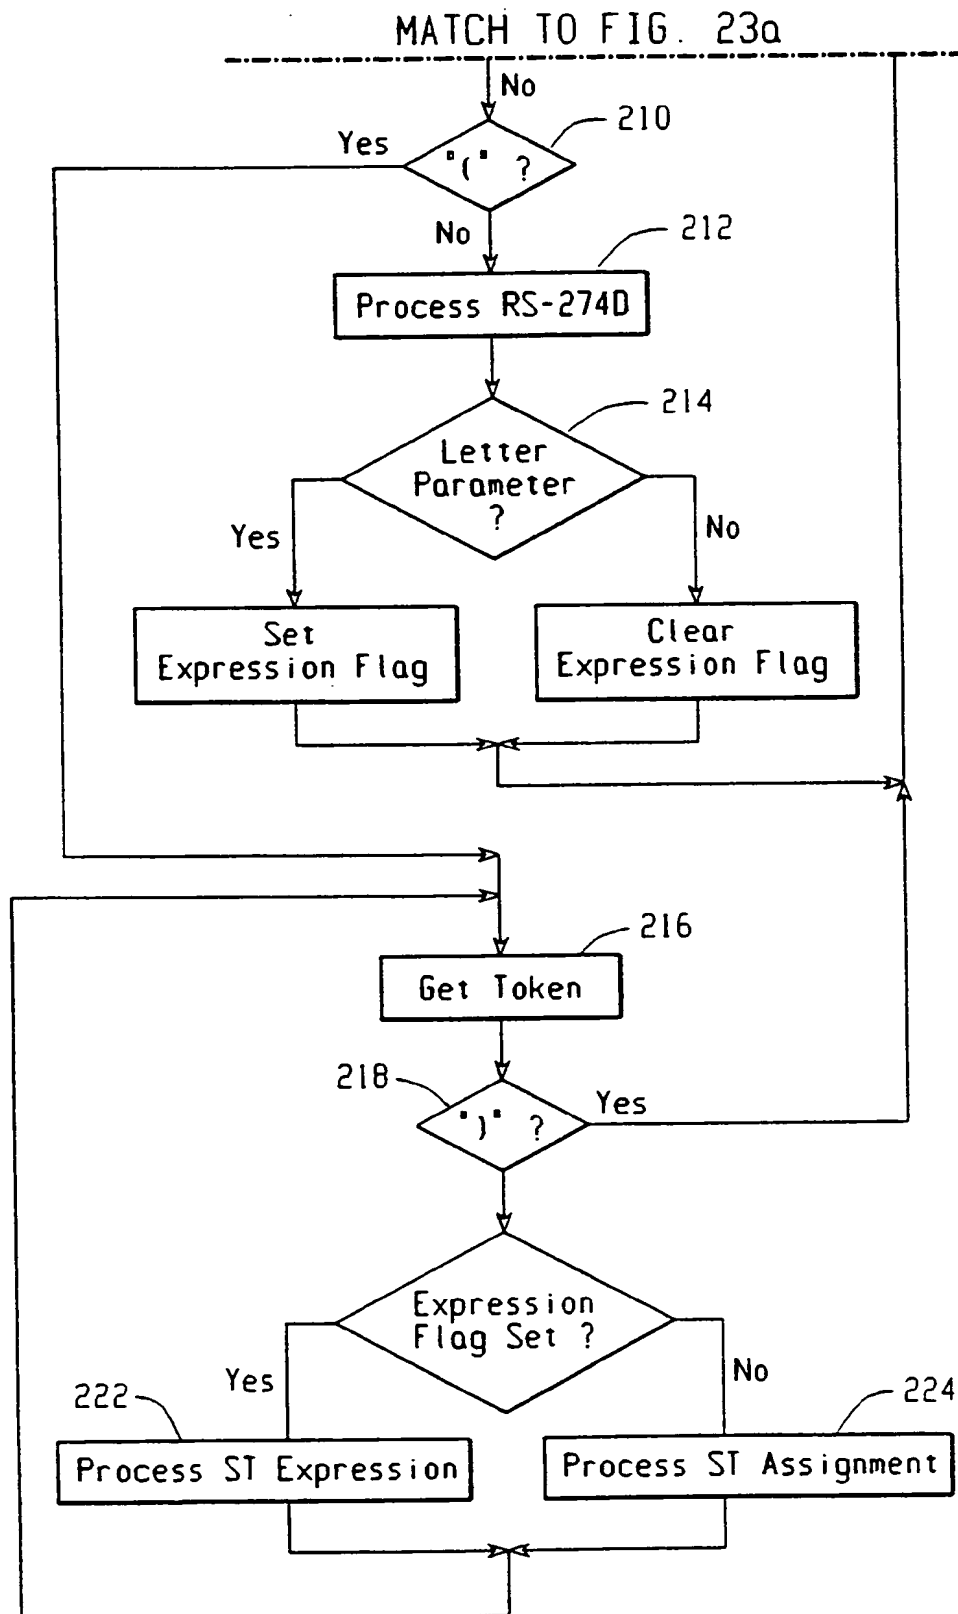 MATCH TO FIG. 23a
No
210
Yes
"(" ?
No
212
Process RS-274D
214
Letter
Parameter
?
Yes
No
Set
Expression Flag
Clear
Expression Flag
216
Get Token
218
")" ?
Yes
Expression
Flag Set ?
Yes
No
222
224
Process ST Expression
Process ST Assignment